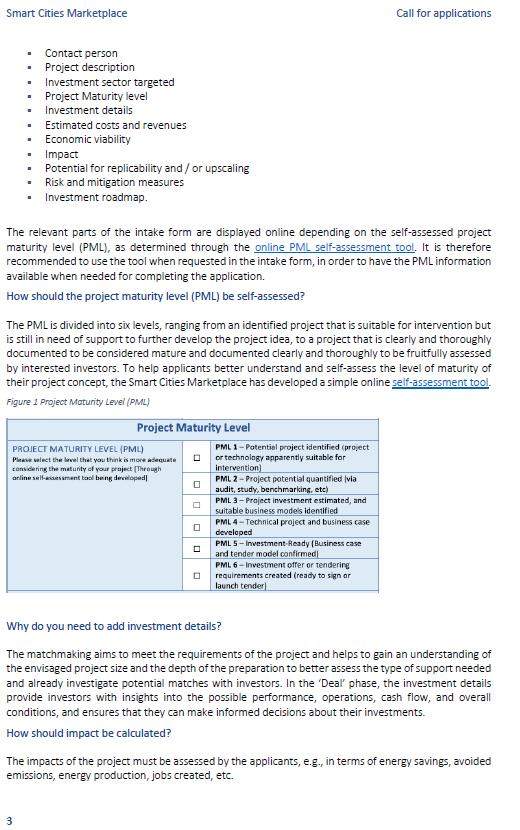 Smart Cities Marketplace Call for applications
▪ Contact person
▪ Project description
▪ Investment sector targeted
▪ Project Maturity level
▪ Investment details
▪ Estimated costs and revenues
▪ Economic viability
▪ Impact
▪ Potential for replicability and / or upscaling
▪ Risk and mitigation measures
▪ Investment roadmap.
The relevant parts of the intake form are displayed online depending on the self-assessed project
maturity level (PML), as determined through the online PML self-assessment tool. It is therefore
recommended to use the tool when requested in the intake form, in order to have the PML information
available when needed for completing the application.
How should the project maturity level (PML) be self-assessed?
The PML is divided into six levels, ranging from an identified project that is suitable for intervention but
is still in need of support to further develop the project idea, to a project that is clearly and thoroughly
documented to be considered mature and documented clearly and thoroughly to be fruitfully assessed
by interested investors. To help applicants better understand and self-assess the level of maturity of
their project concept, the Smart Cities Marketplace has developed a simple online self-assessment tool.
Figure 1 Project Maturity Level (PML)
Project Maturity Level
PROJECT MATURITY LEVEL (PML)
Please select the level that you think is more adequate
considering the maturity of your project [Through
online self-assessment tool being developed]
☐ PML 1 – Potential project identified (project
or technology apparently suitable for
intervention)
☐ PML 2 – Project potential quantified (via
audit, study, benchmarking, etc)
☐ PML 3 – Project investment estimated, and
suitable business models identified
☐ PML 4 – Technical project and business case
developed
☐ PML 5 – Investment-Ready (Business case
and tender model confirmed)
☐ PML 6 – Investment offer or tendering
requirements created (ready to sign or
launch tender)
Why do you need to add investment details?
The matchmaking aims to meet the requirements of the project and helps to gain an understanding of
the envisaged project size and the depth of the preparation to better assess the type of support needed
and already investigate potential matches with investors. In the ‘Deal’ phase, the investment details
provide investors with insights into the possible performance, operations, cash flow, and overall
conditions, and ensures that they can make informed decisions about their investments.
How should impact be calculated?
The impacts of the project must be assessed by the applicants, e.g., in terms of energy savings, avoided
emissions, energy production, jobs created, etc.
3